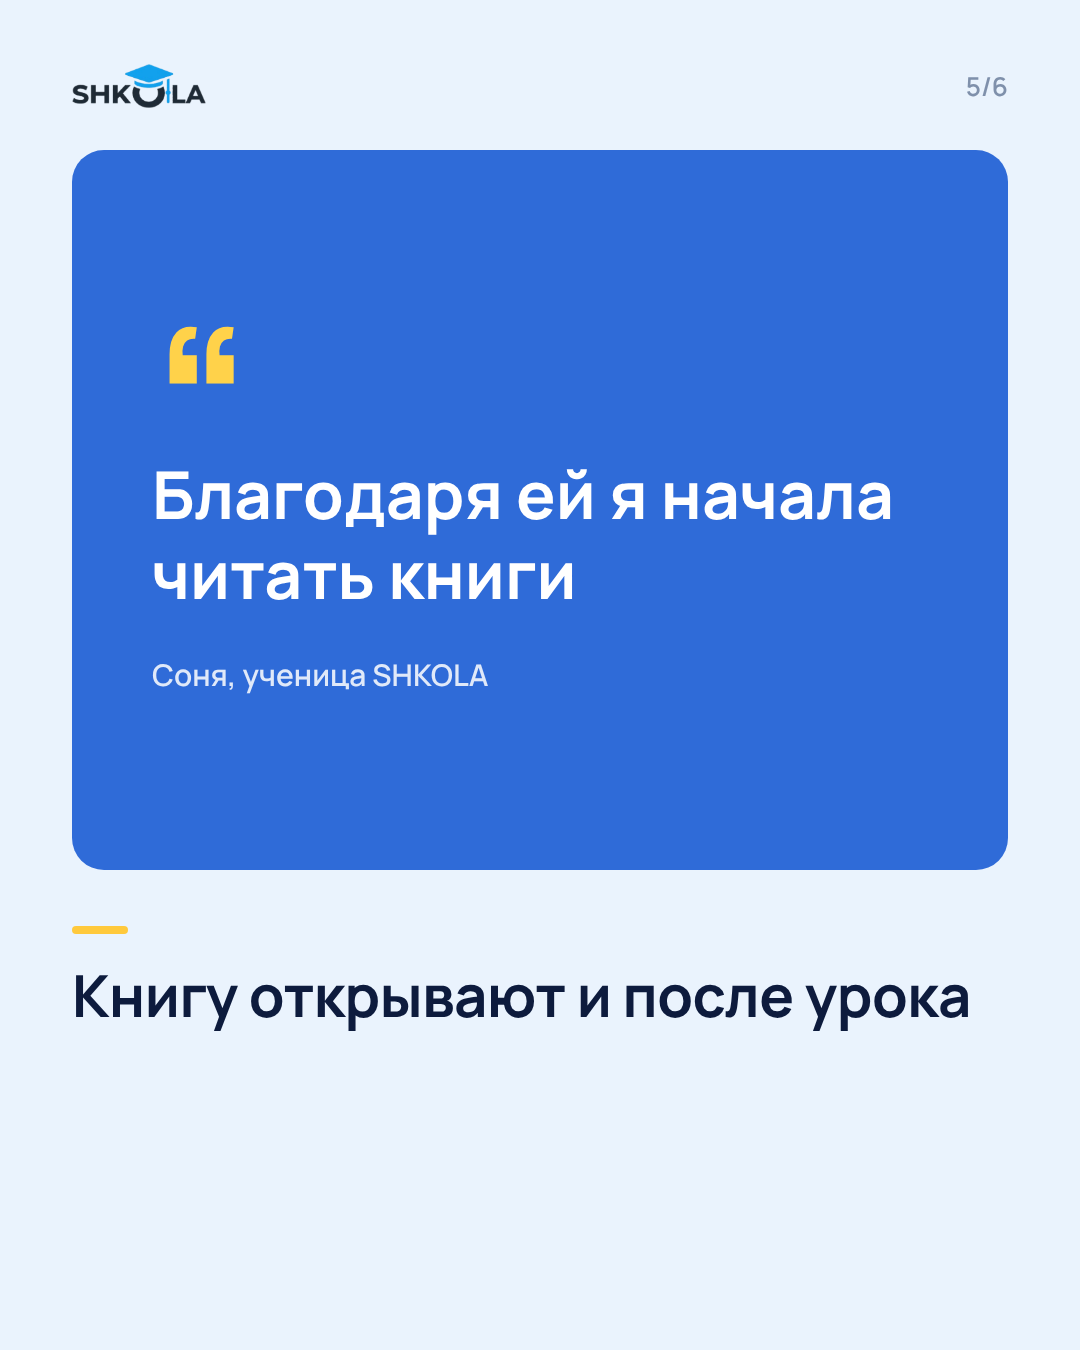 SHKOLA
5/6
“
Благодаря ей я начала
читать книги
Соня, ученица SHKOLA
Книгу открывают и после урока